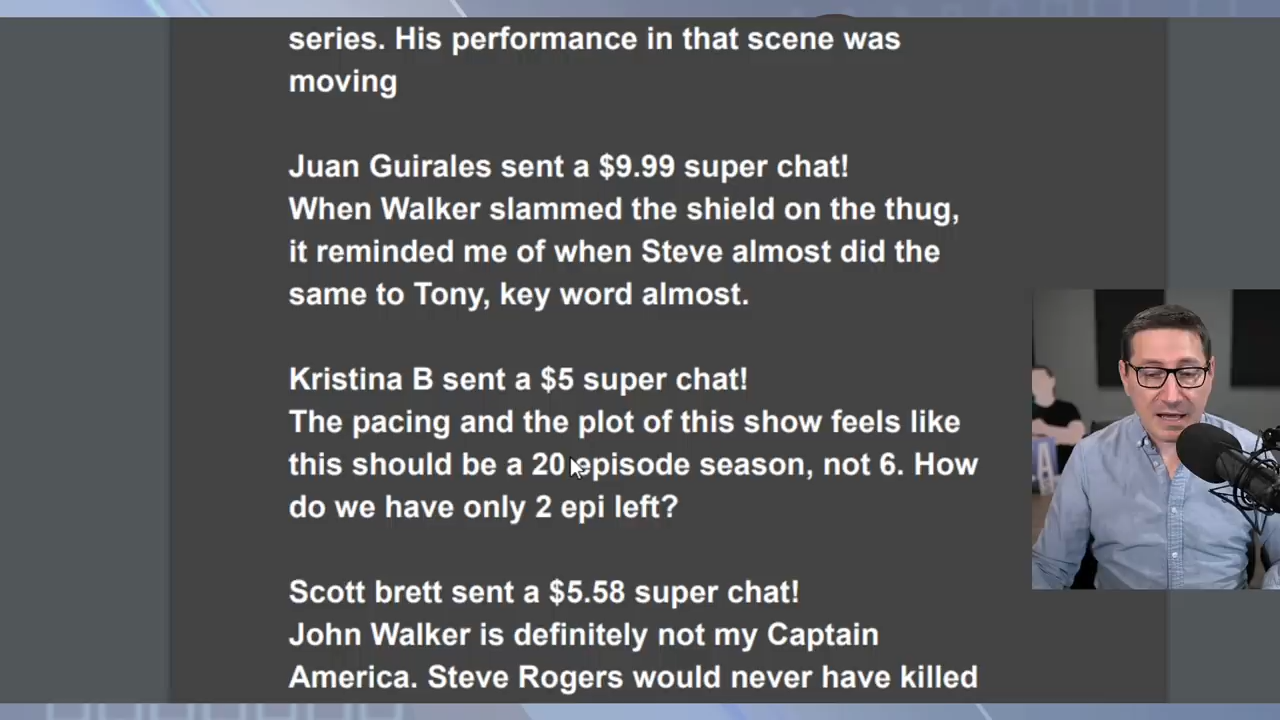 series. His performance in that scene was
moving
Juan Guirales sent a $9.99 super chat!
When Walker slammed the shield on the thug,
it reminded me of when Steve almost did the
same to Tony, key word almost.
Kristina B sent a $5 super chat!
The pacing and the plot of this show feels like
this should be a 20 episode season, not 6. How
do we have only 2 epi left?
Scott brett sent a $5.58 super chat!
John Walker is definitely not my Captain
America. Steve Rogers would never have killed